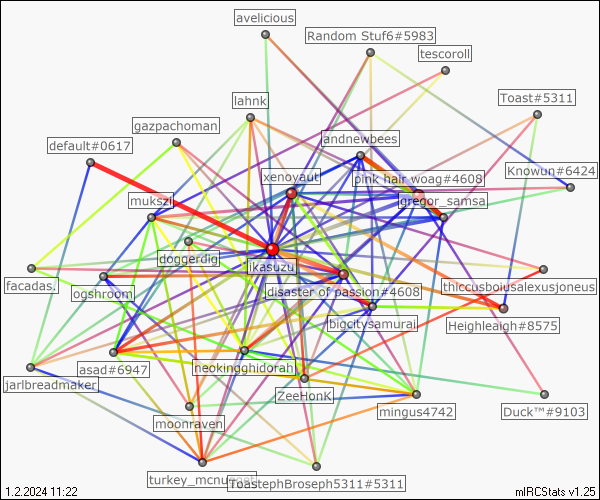 avelicious
Random Stuf6#5983
tescoroll
lahnk
Toast#5311
gazpachoman
andnewbees
default#0617
xenoyaut
pink hair woag#4608
Knowun#6424
mukszi
gregor_samsa
doggerdig
jkasuzu
facadas.
ogshroom
disaster of passion#4608
thiccusboiusalexusjoneus
bigcitysamurai
Heighleaigh#8575
asad#6947
neokingghidorah
jarlbreadmaker
ZeeHonK
mingus4742
Duck™#9103
moonraven
turkey_mcnu
ToastephBroseph5311#5311
1.2.2024 11:22
mIRCStats v1.25